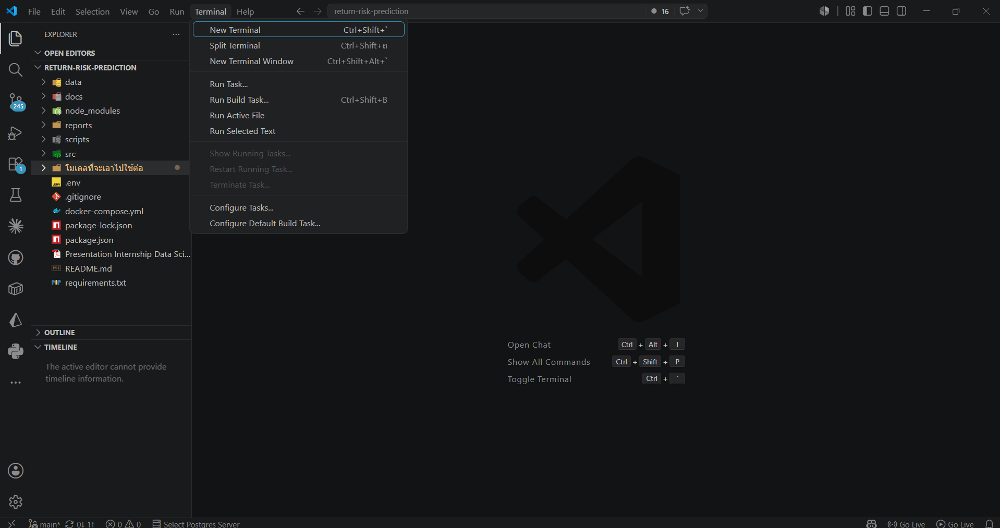 File Edit Selection View Go Run Terminal Help
return-risk-prediction
16
EXPLORER
OPEN EDITORS
RETURN-RISK-PREDICTION
data
docs
node_modules
reports
scripts
src
โมเดลที่จะเอาไปใช้ต่อ
.env
.gitignore
docker-compose.yml
package-lock.json
package.json
Presentation Internship Data Sci...
README.md
requirements.txt
OUTLINE
TIMELINE
The active editor cannot provide
timeline information.
245
1
New Terminal Ctrl+Shift+`
Split Terminal Ctrl+Shift+ฅ
New Terminal Window Ctrl+Shift+Alt+`
Run Task...
Run Build Task... Ctrl+Shift+B
Run Active File
Run Selected Text
Show Running Tasks...
Restart Running Task...
Terminate Task...
Configure Tasks...
Configure Default Build Task...
Open Chat Ctrl + Alt + I
Show All Commands Ctrl + Shift + P
Toggle Terminal Ctrl + `
main* 0↓ 1↑ 0 0 Select Postgres Server
Go Live Go Live